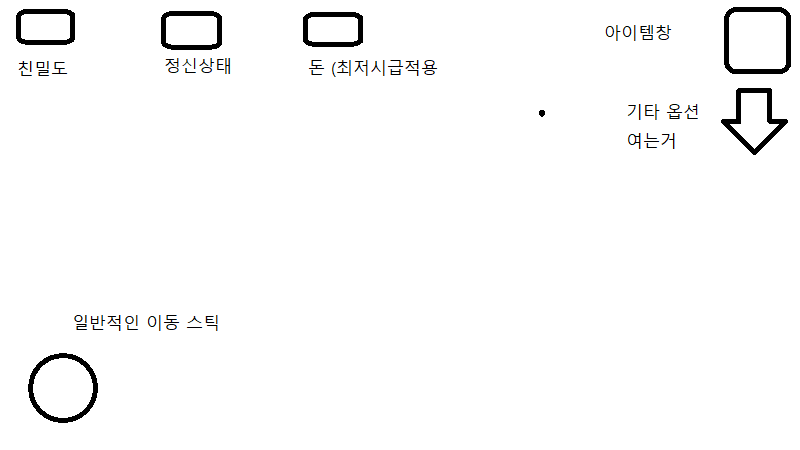 친밀도
정신상태
돈 (최저시급적용
아이템창
기타 옵션
여는거
일반적인 이동 스틱